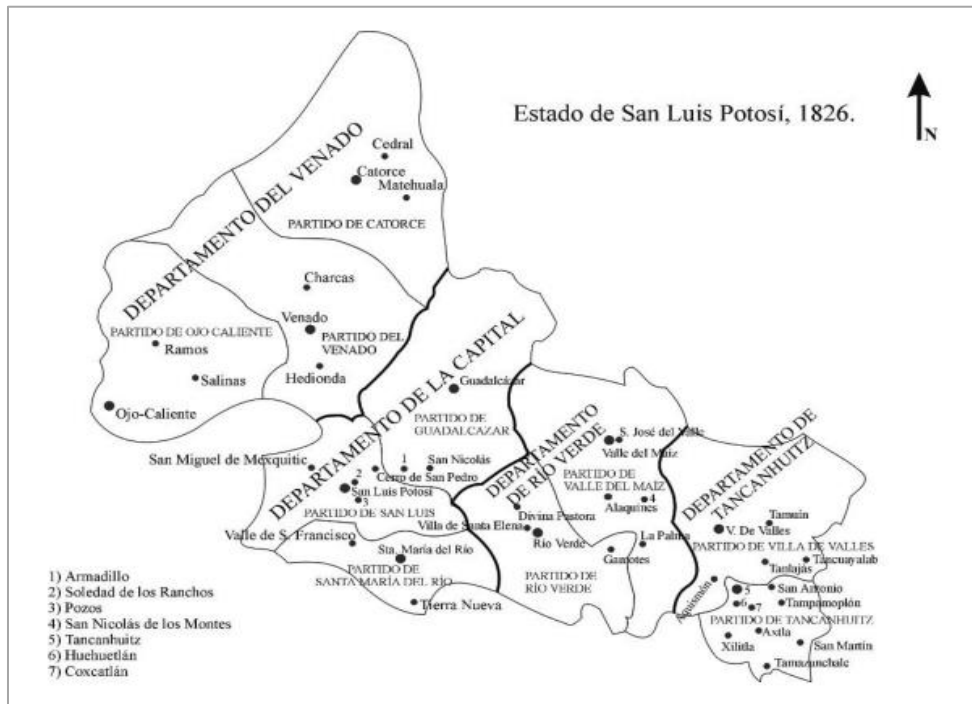 Estado de San Luis Potosí, 1826.
N
DEPARTAMENTO DEL VENADO
Cedral
Catorce
Matehuala
PARTIDO DE CATORCE
Charcas
Venado
PARTIDO DEL
VENADO
Hedionda
PARTIDO DE OJO CALIENTE
Ramos
Salinas
Ojo-Caliente
DEPARTAMENTO DE LA CAPITAL
Guadalcázar
PARTIDO DE
GUADALCAZAR
San Miguel de Mexquitic
1
San Nicolás
Cerro de San Pedro
2
San Luis Potosí
3
PARTIDO DE SAN LUIS
Valle de S. Francisco
Sta. María del Río
PARTIDO DE
SANTA MARÍA DEL RÍO
Tierra Nueva
DEPARTAMENTO
DE RÍO VERDE
S. José del Valle
Valle del Maíz
PARTIDO DE
VALLE DEL MAÍZ
Alaquines
4
Divina Pastora
Villa de Santa Elena
Río Verde
La Palma
Gamotes
PARTIDO DE
RÍO VERDE
DEPARTAMENTO DE
TANCANHUITZ
Tamuín
V. De Valles
PARTIDO DE VILLA DE VALLES
Tanlajás
Tancuayalab
Aquismón
5
San Antonio
6
7
Tampamoplón
PARTIDO DE TANCANHUITZ
Xilitla
Axtla
San Martín
Tamazunchale
1) Armadillo
2) Soledad de los Ranchos
3) Pozos
4) San Nicolás de los Montes
5) Tancanhuitz
6) Huehuetlán
7) Coxcatlán